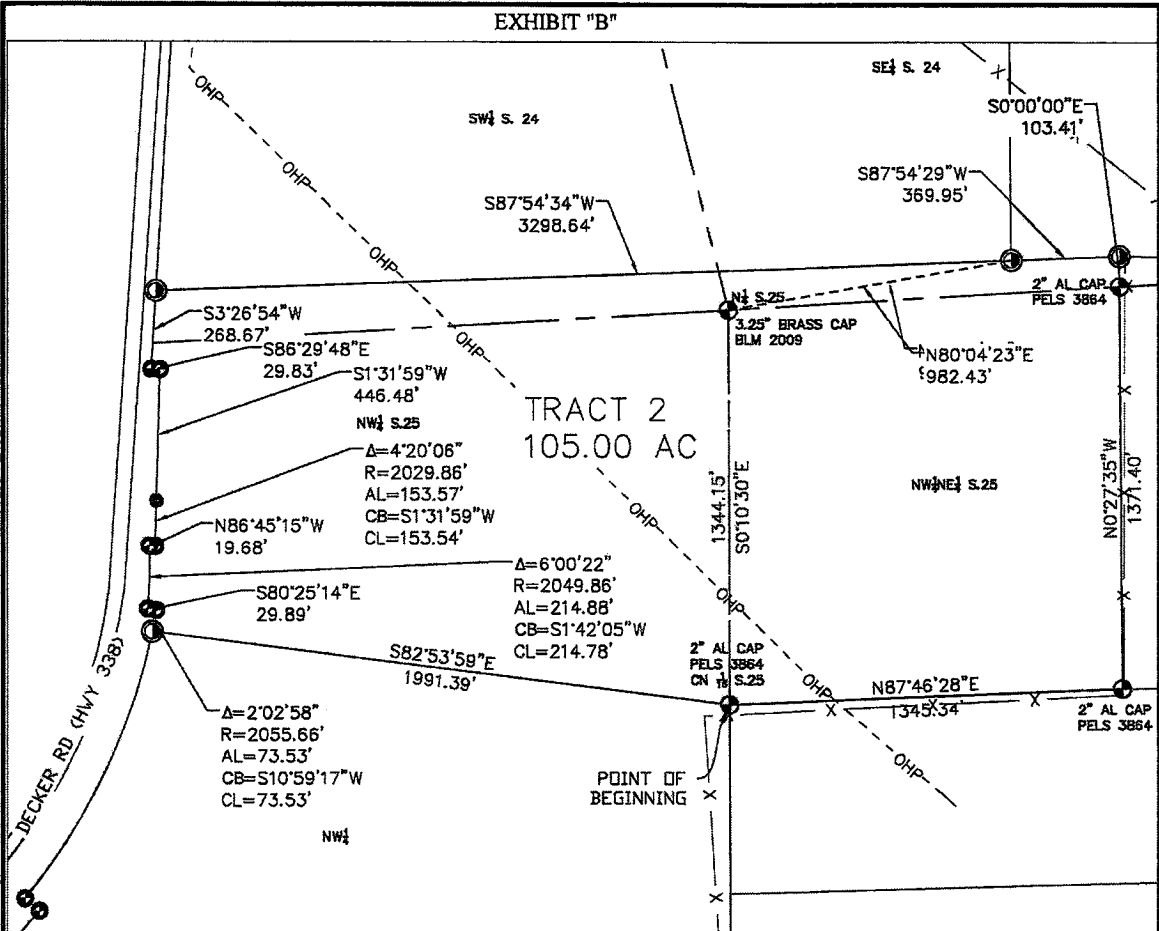 EXHIBIT "B"
SE¼ S. 24
SW¼ S. 24
S0°00'00"E
103.41'
OHP
OHP
OHP
OHP
OHP
OHP
OHP
OHP
S87°54'29"W
369.95'
S87°54'34"W
3298.64'
2" AL CAP
PELS 3864
N¼ S.25
3.25" BRASS CAP
BLM 2009
S3°26'54"W
268.67'
S86°29'48"E
29.83'
S1°31'59"W
446.48'
N80°04'23"E
982.43'
NW¼ S.25
TRACT 2
105.00 AC
Δ=4°20'06"
R=2029.86'
AL=153.57'
CB=S1°31'59"W
CL=153.54'
1344.15'
S0°10'30"E
NW¼NE¼ S.25
N0°27'35"W
1371.40'
N86°45'15"W
19.68'
Δ=6°00'22"
R=2049.86'
AL=214.88'
CB=S1°42'05"W
CL=214.78'
S80°25'14"E
29.89'
S82°53'59"E
1991.39'
2" AL CAP
PELS 3864
CN 1/16 S.25
N87°46'28"E
1345.34'
2" AL CAP
PELS 3864
Δ=2°02'58"
R=2055.66'
AL=73.53'
CB=S10°59'17"W
CL=73.53'
POINT OF
BEGINNING
DECKER RD (HWY 338)
NW¼